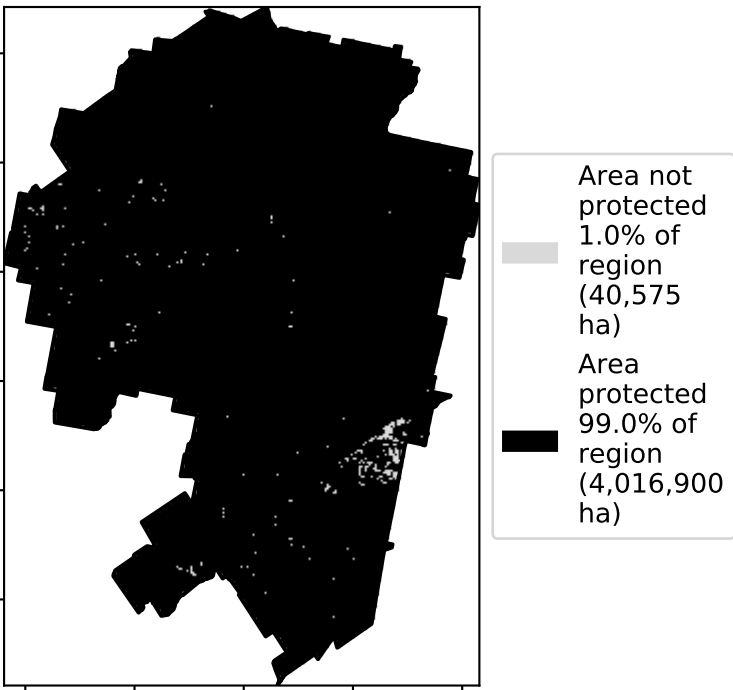 Area not
protected
1.0% of
region
(40,575
ha)
Area
protected
99.0% of
region
(4,016,900
ha)